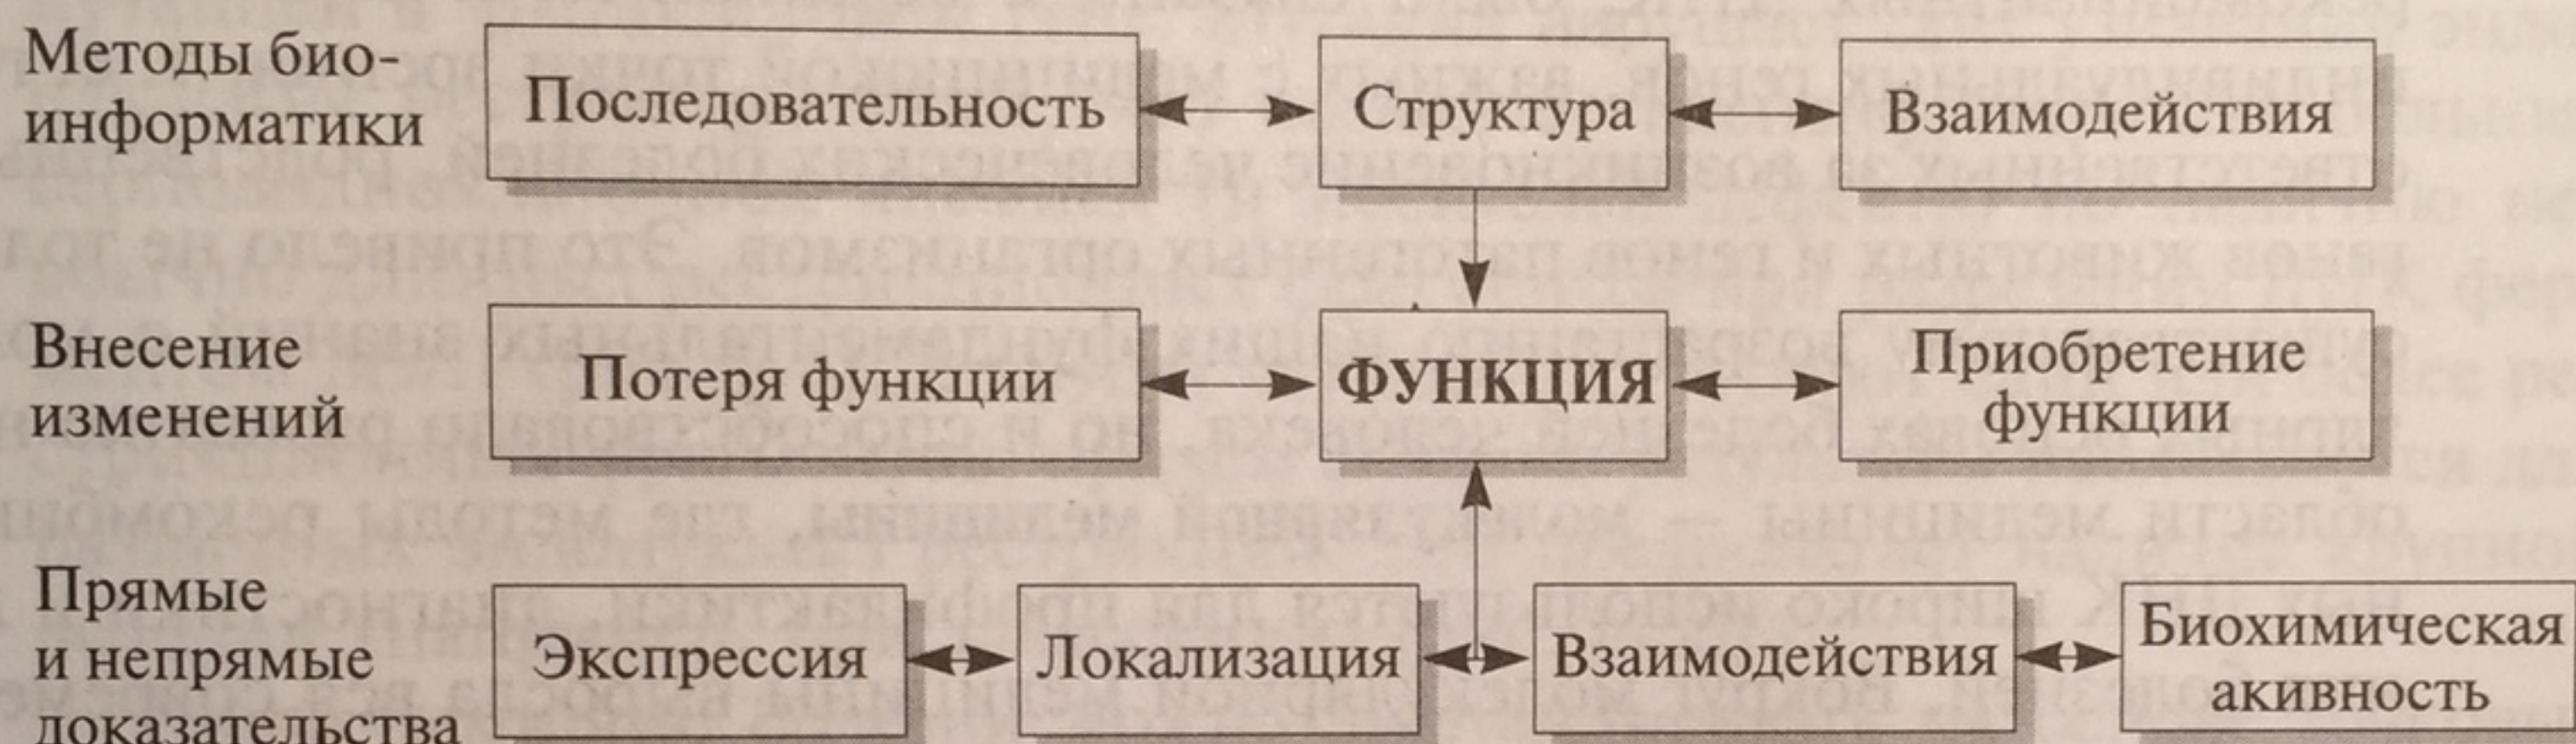 Методы био-
информатики
Последовательность
Структура
Взаимодействия
Внесение
изменений
Потеря функции
ФУНКЦИЯ
Приобретение
функции
Прямые
и непрямые
доказательства
Экспрессия
Локализация
Взаимодействия
Биохимическая
акивность